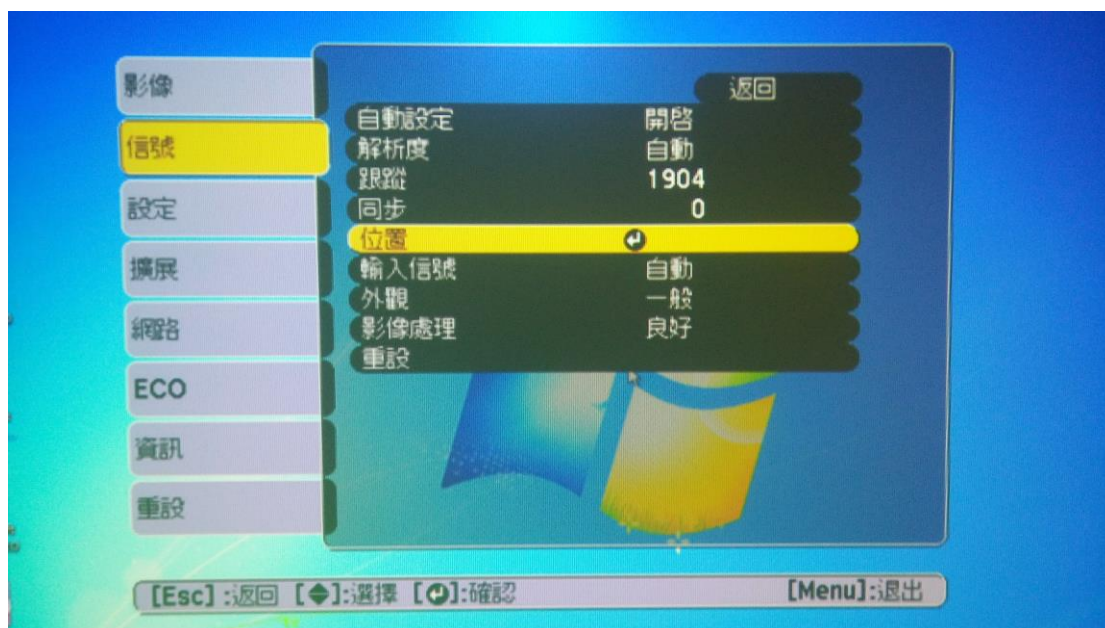 影像
信號
設定
擴展
網路
ECO
資訊
重設
返回
自動設定 開啓
解析度 自動
跟蹤 1904
同步 0
位置
輸入信號 自動
外觀 一般
影像處理 良好
重設
[Esc]:返回 [◆]:選擇 [↵]:確認 [Menu]:退出